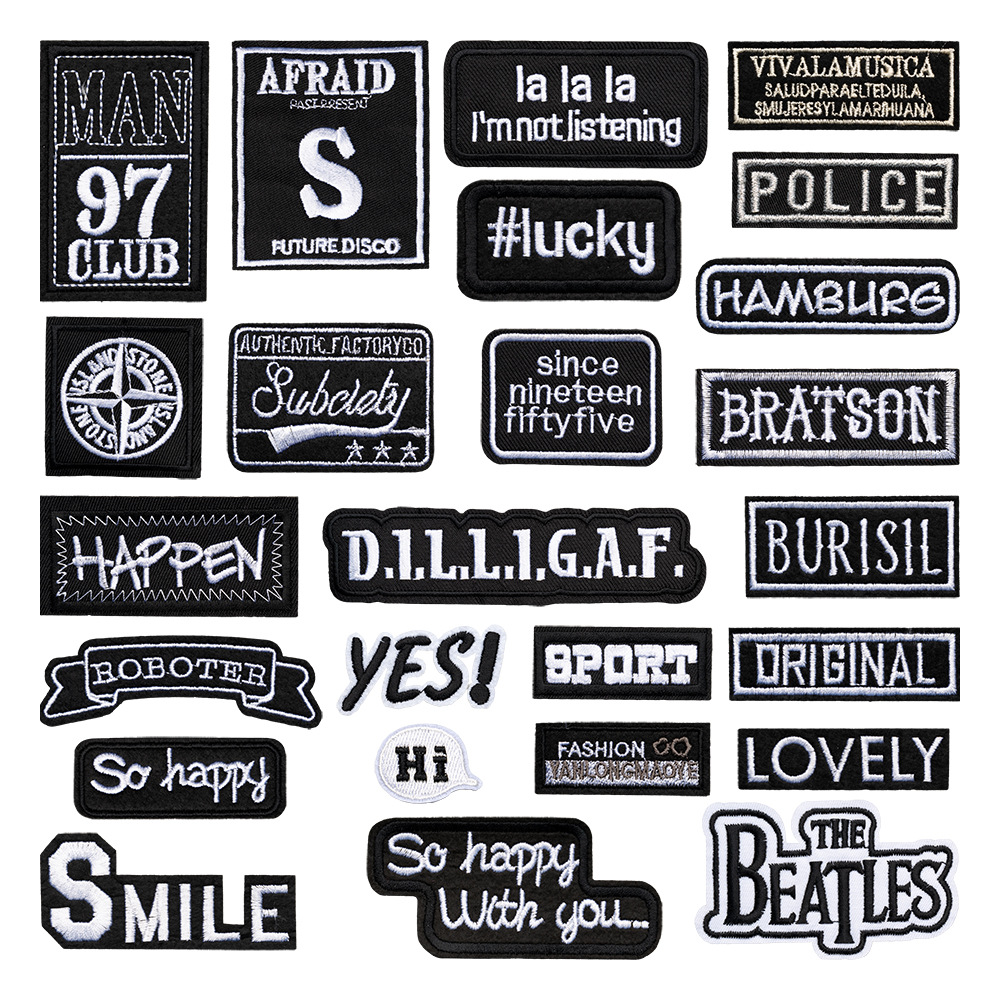 MAN
97
CLUB
AFRAID
PAST.PRESENT
S
FUTURE.DISCO
la la la
I'm not listening
#lucky
VIVALAMUSICA
SALUDPARAELTEDUILA,
SMUJERESYLAMARIHUANA
POLICE
HAMBURG
ISLAND STONE
ISLAND STONE
AUTHENTIC.FACTORYCO
Subciety
since
nineteen
fiftyfive
BRATSON
HAPPEN
D.I.L.L.I.G.A.F.
BURISIL
ROBOTER
YES!
SPORT
ORIGINAL
So happy
Hi
FASHION
YANLONGMAOYE
LOVELY
SMILE
So happy
With you...
THE
BEATLES